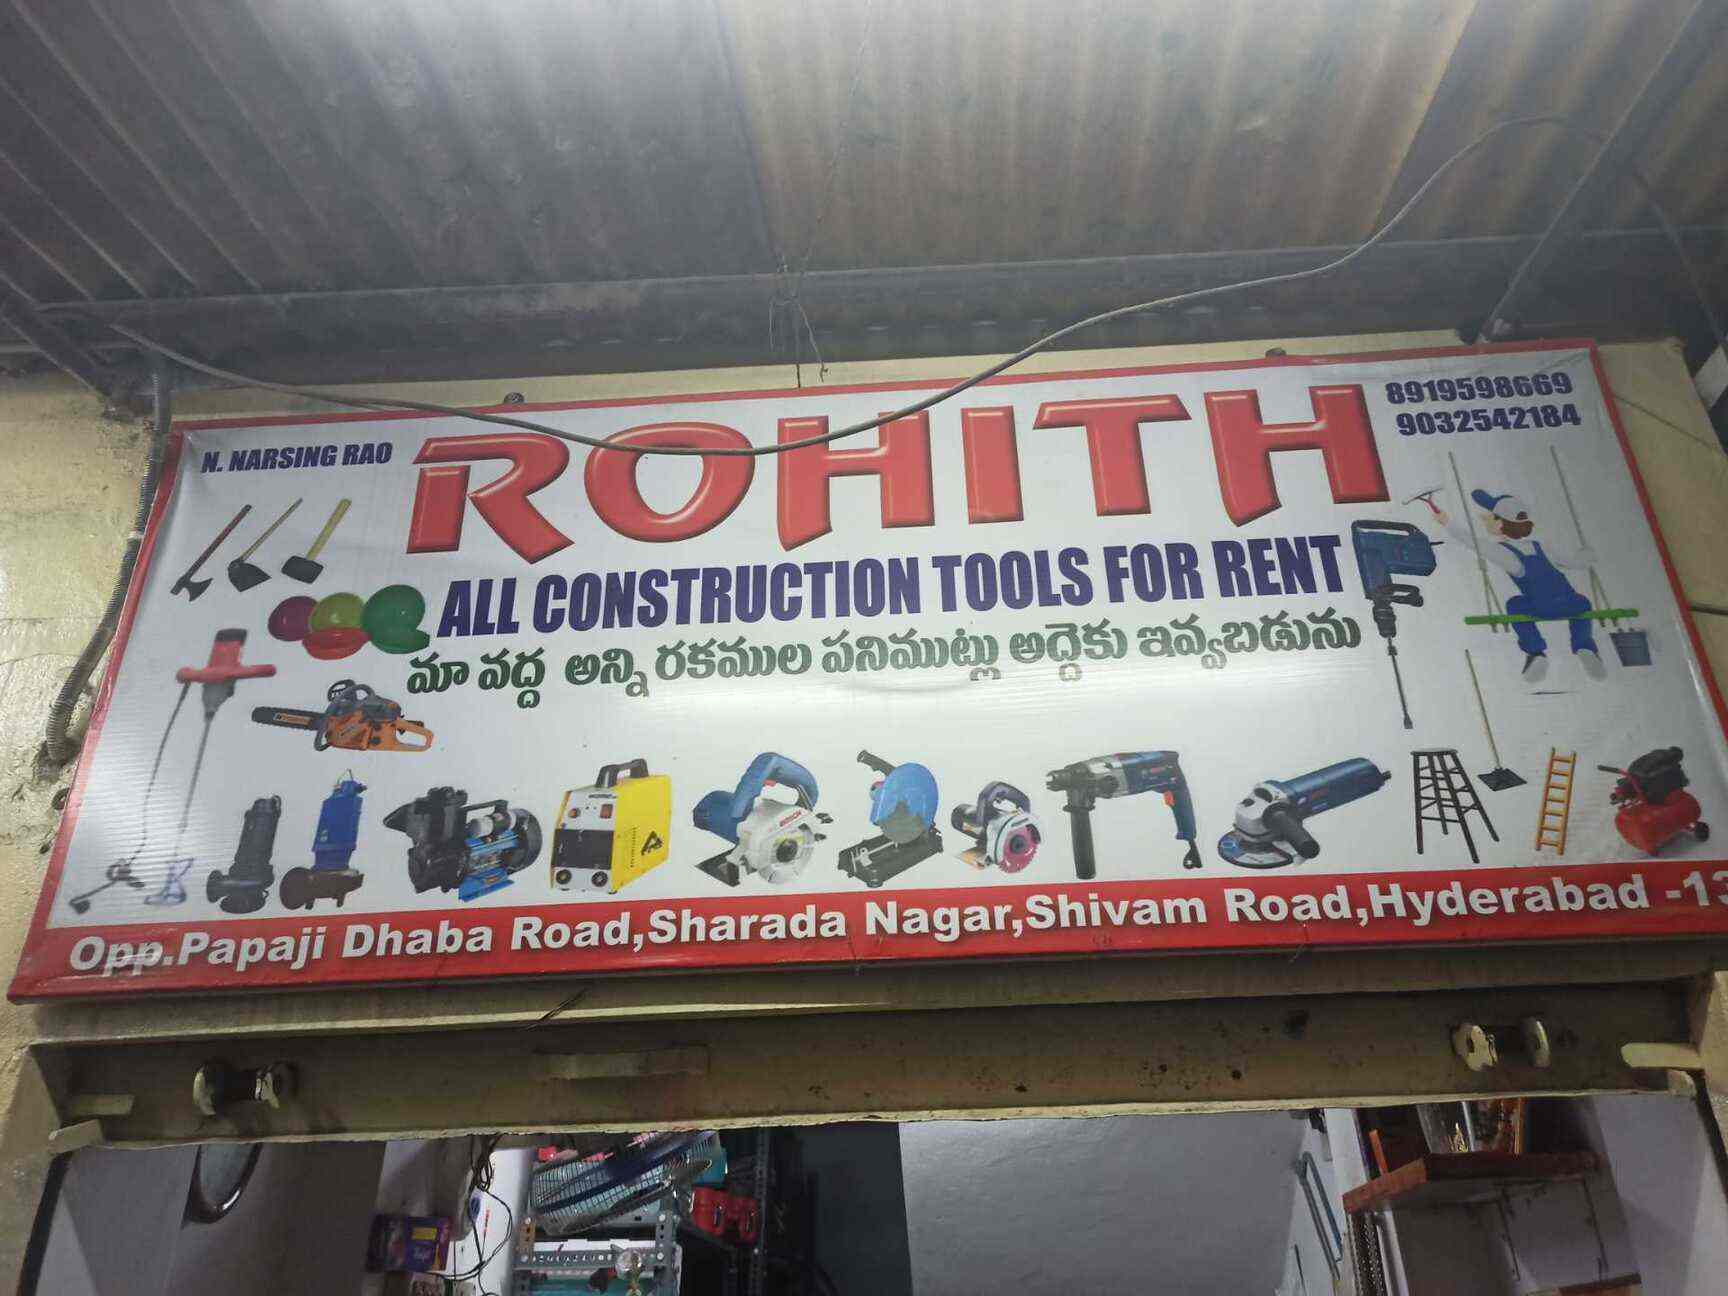 N. NARSING RAO
ROHITH
8919598669
9032542184
ALL CONSTRUCTION TOOLS FOR RENT
మా వద్ద అన్ని రకముల పనిముట్లు అద్దెకు ఇవ్వబడును
BOSCH
Opp.Papaji Dhaba Road,Sharada Nagar,Shivam Road,Hyderabad -13